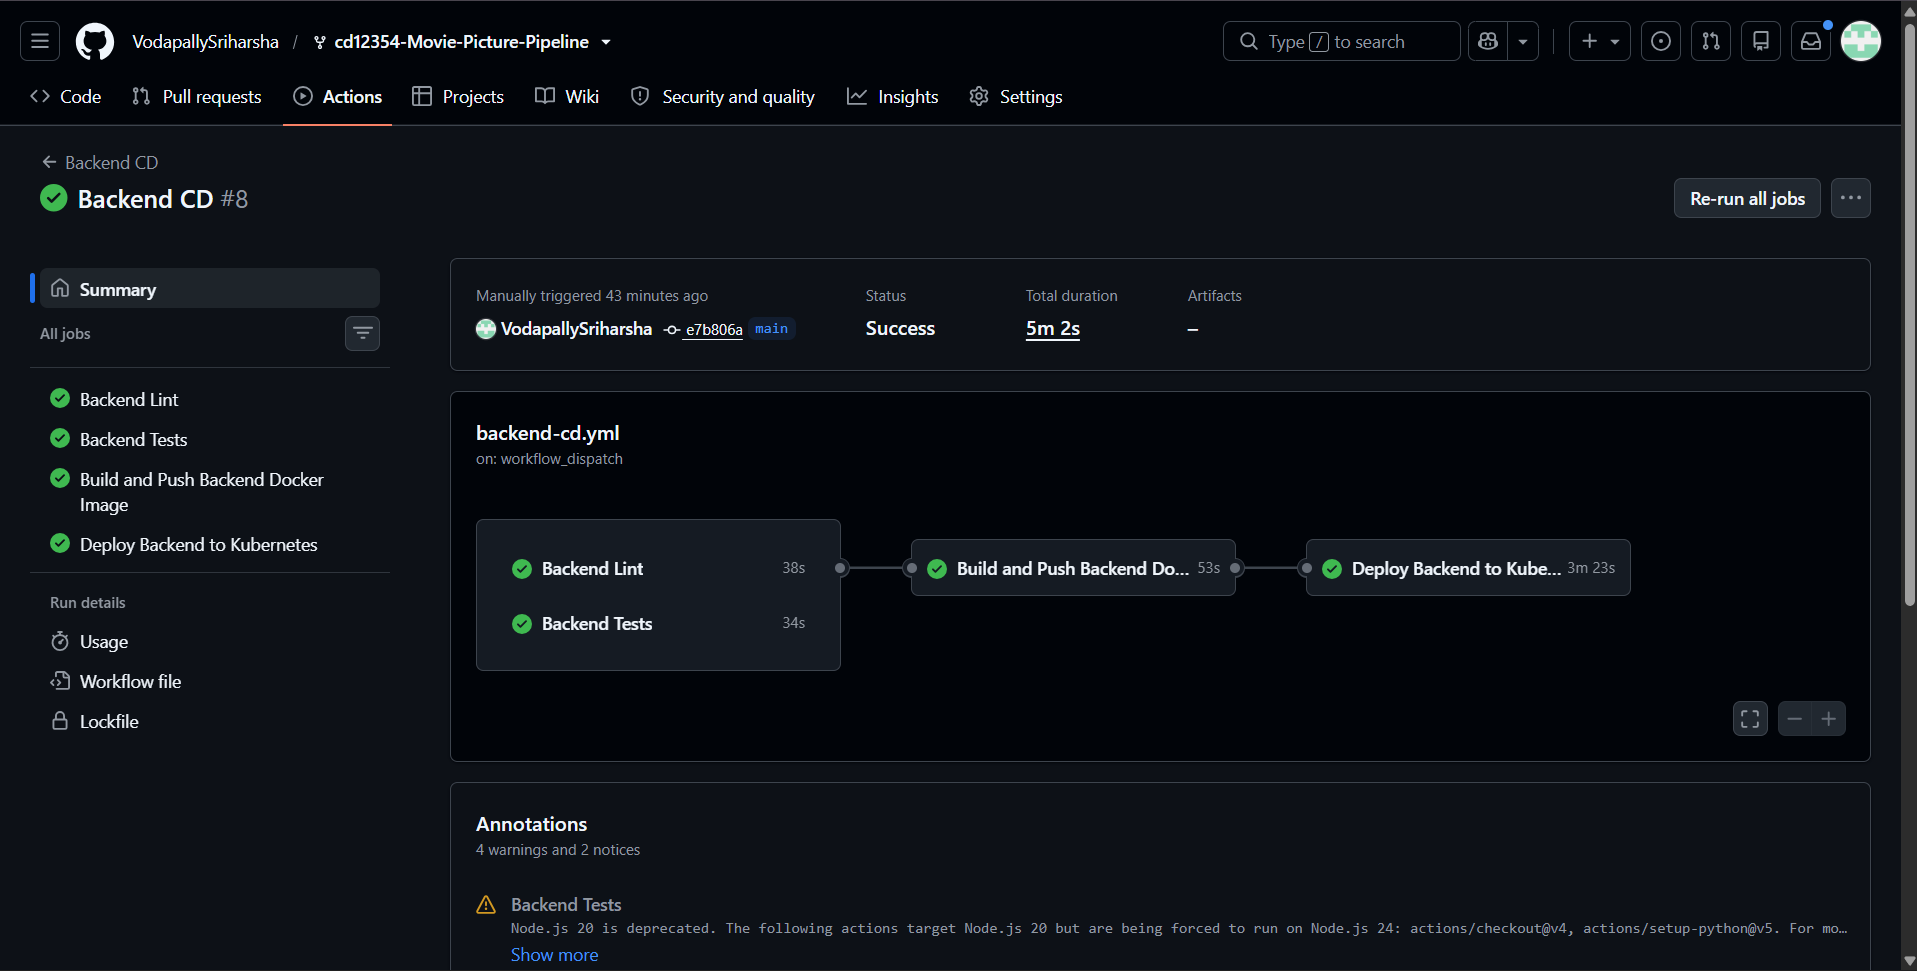 VodapallySriharsha / cd12354-Movie-Picture-Pipeline
Type / to search
Code Pull requests Actions Projects Wiki Security and quality Insights Settings
Backend CD
Backend CD #8
Re-run all jobs
Summary
All jobs
Backend Lint
Backend Tests
Build and Push Backend Docker
Image
Deploy Backend to Kubernetes
Run details
Usage
Workflow file
Lockfile
Manually triggered 43 minutes ago
VodapallySriharsha e7b806a main
Status
Success
Total duration
5m 2s
Artifacts
–
backend-cd.yml
on: workflow_dispatch
Backend Lint 38s
Backend Tests 34s
Build and Push Backend Do... 53s
Deploy Backend to Kube... 3m 23s
Annotations
4 warnings and 2 notices
Backend Tests
Node.js 20 is deprecated. The following actions target Node.js 20 but are being forced to run on Node.js 24: actions/checkout@v4, actions/setup-python@v5. For mo…
Show more